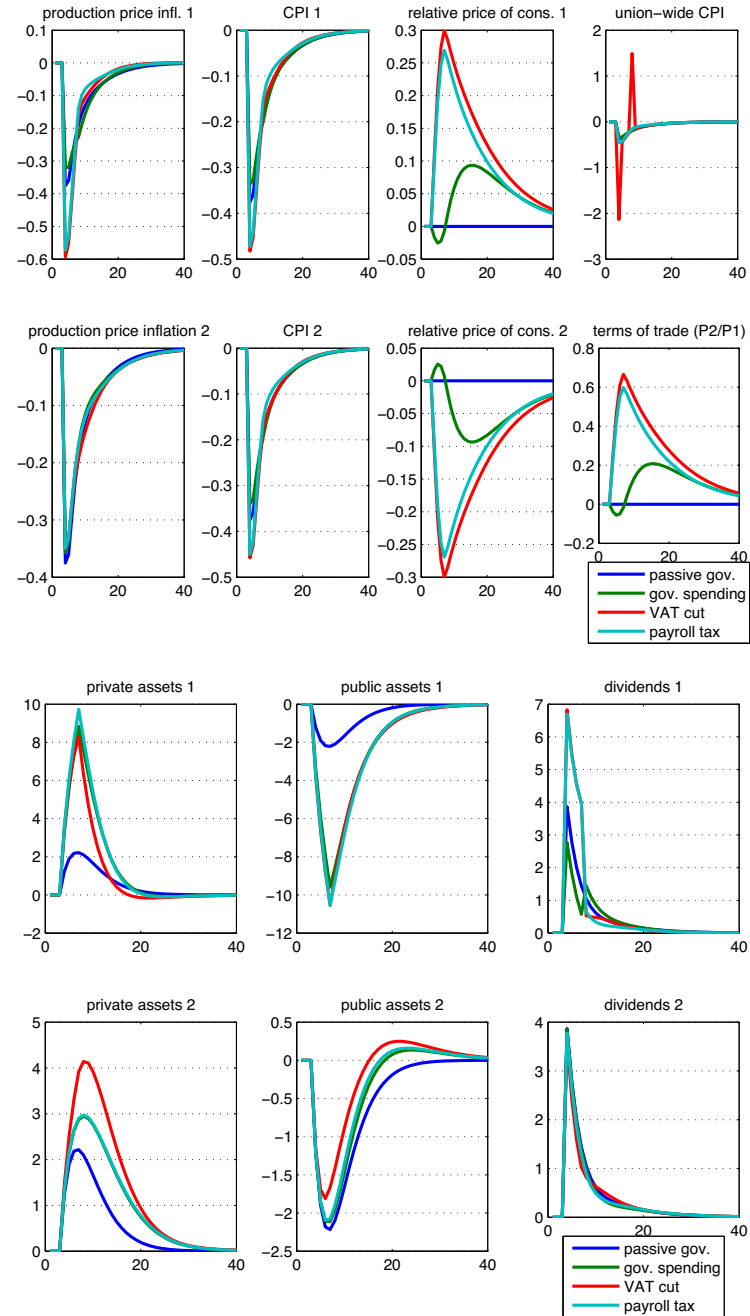 production price infl. 1
CPI 1
relative price of cons. 1
union−wide CPI
0.1
0
−0.1
−0.2
−0.3
−0.4
−0.5
−0.6
0 20 40
0
−0.1
−0.2
−0.3
−0.4
−0.5
0 20 40
0.3
0.25
0.2
0.15
0.1
0.05
0
−0.05
0 20 40
2
1
0
−1
−2
−3
0 20 40
production price inflation 2
CPI 2
relative price of cons. 2
terms of trade (P2/P1)
0
−0.1
−0.2
−0.3
−0.4
0 20 40
0
−0.1
−0.2
−0.3
−0.4
−0.5
0 20 40
0.05
0
−0.05
−0.1
−0.15
−0.2
−0.25
−0.3
0 20 40
0.8
0.6
0.4
0.2
0
−0.2
0 20 40
passive gov.
gov. spending
VAT cut
payroll tax
private assets 1
public assets 1
dividends 1
10
8
6
4
2
0
−2
0 20 40
0
−2
−4
−6
−8
−10
−12
0 20 40
7
6
5
4
3
2
1
0
0 20 40
private assets 2
public assets 2
dividends 2
5
4
3
2
1
0
0 20 40
0.5
0
−0.5
−1
−1.5
−2
−2.5
0 20 40
4
3
2
1
0
0 20 40
passive gov.
gov. spending
VAT cut
payroll tax